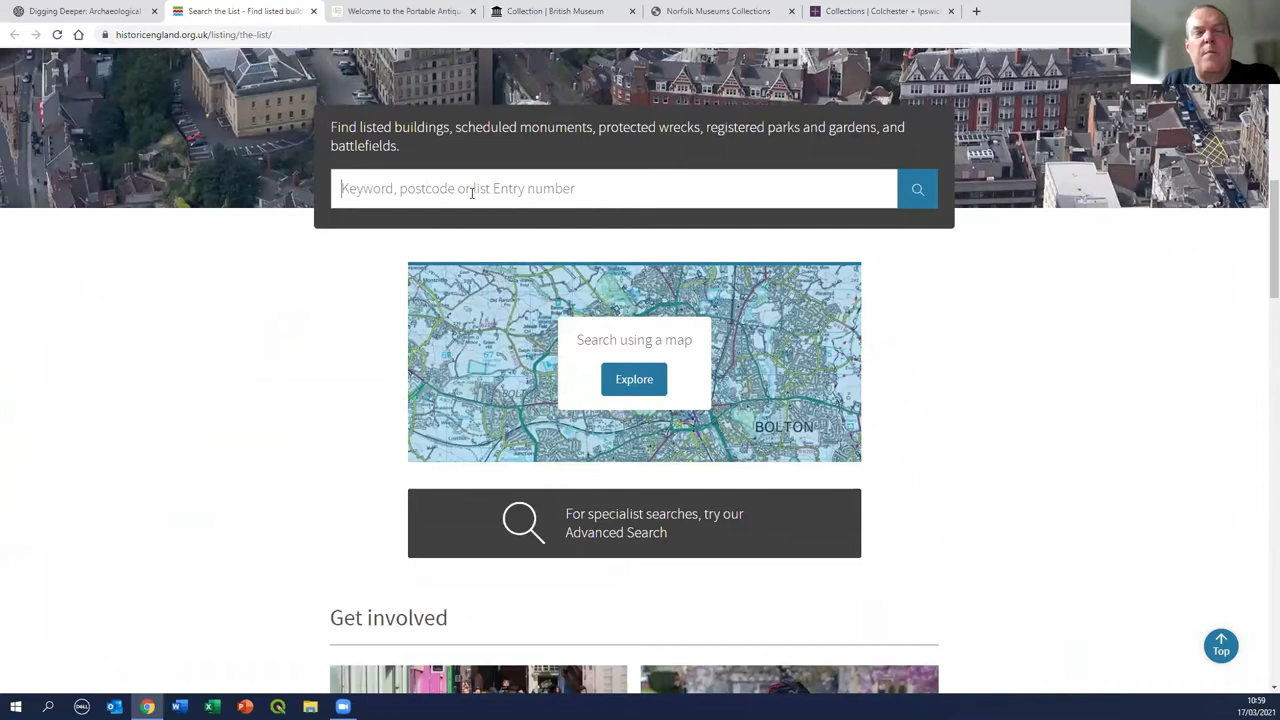 Digging Deeper: Archaeological
Search the List - Find listed buil
Welcome to the Portable Antiqu
Collection | British Museum
Norfolk Museums Collections
Collections | Colchester + Ipswi
historicengland.org.uk/listing/the-list/
Find listed buildings, scheduled monuments, protected wrecks, registered parks and gardens, and
battlefields.
Keyword, postcode or list Entry number
Search using a map
Explore
BOLTON
For specialist searches, try our
Advanced Search
Get involved
Top
DELL
10:59
17/03/2021